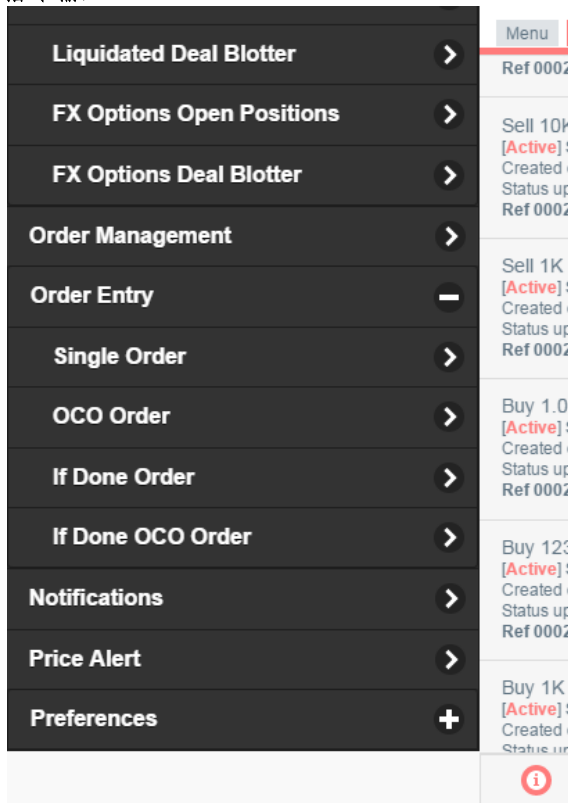 Liquidated Deal Blotter
FX Options Open Positions
FX Options Deal Blotter
Order Management
Order Entry
Single Order
OCO Order
If Done Order
If Done OCO Order
Notifications
Price Alert
Preferences
Menu
Ref 0002
Sell 10K
[Active] S
Created
Status up
Ref 0002
Sell 1K
[Active] S
Created
Status up
Ref 0002
Buy 1.0
[Active] S
Created
Status up
Ref 0002
Buy 123
[Active] S
Created
Status up
Ref 0002
Buy 1K
[Active] S
Created
Status up